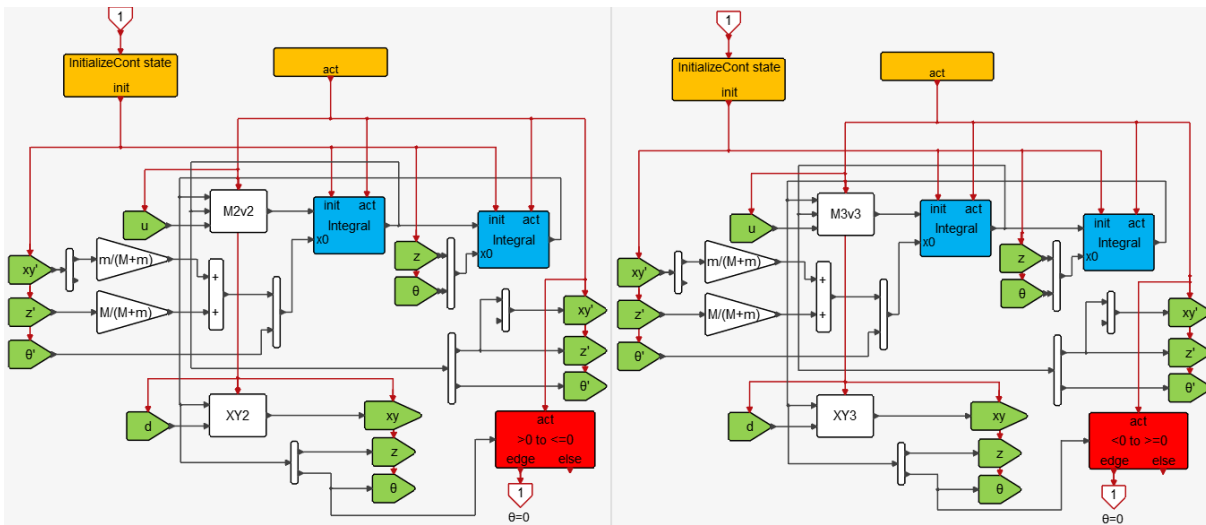 1
InitializeCont state
init
act
u
M2v2
init act
Integral
x0
init act
Integral
x0
xy'
m/(M+m)
+
+
z
θ
z'
M/(M+m)
θ'
xy'
z'
θ'
d
XY2
xy
z
θ
act
>0 to <=0
edge else
1
θ=0
1
InitializeCont state
init
act
u
M3v3
init act
Integral
x0
init act
Integral
x0
xy'
m/(M+m)
+
+
z
θ
z'
M/(M+m)
θ'
xy'
z'
θ'
d
XY3
xy
z
θ
act
<0 to >=0
edge else
1
θ=0